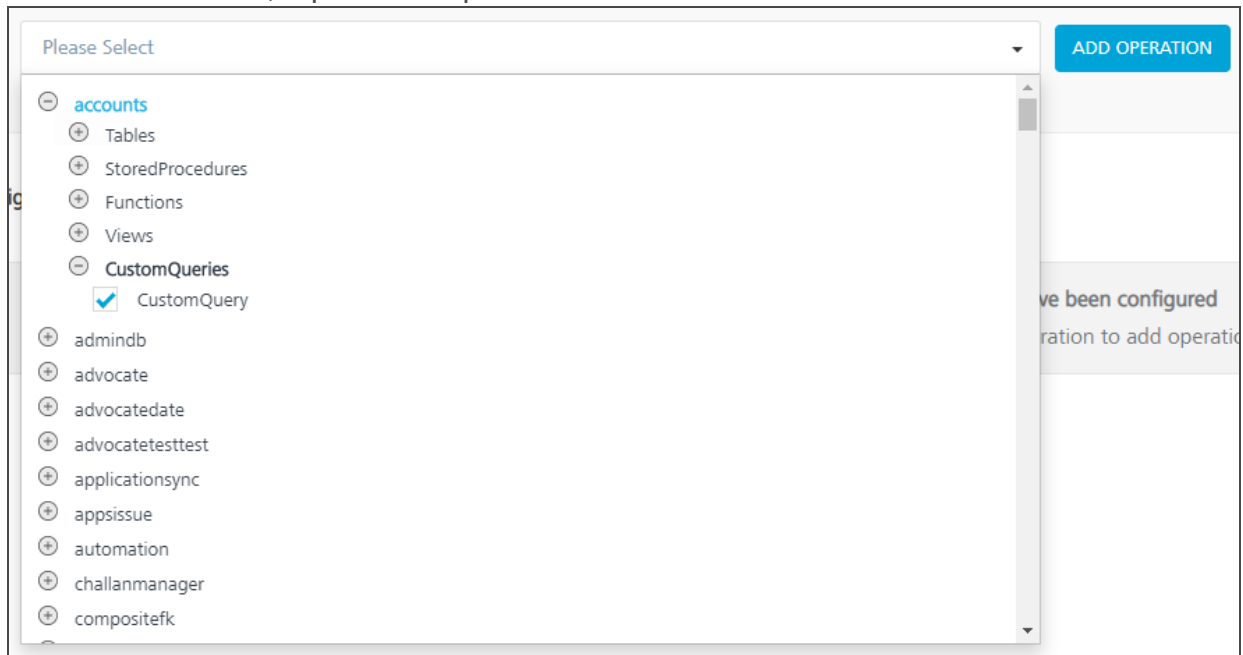 Please Select
ADD OPERATION
accounts
Tables
StoredProcedures
ig
Functions
Views
CustomQueries
CustomQuery
ve been configured
admindb
ration to add operatio
advocate
advocatedate
advocatetesttest
applicationsync
appsissue
automation
challanmanager
compositefk